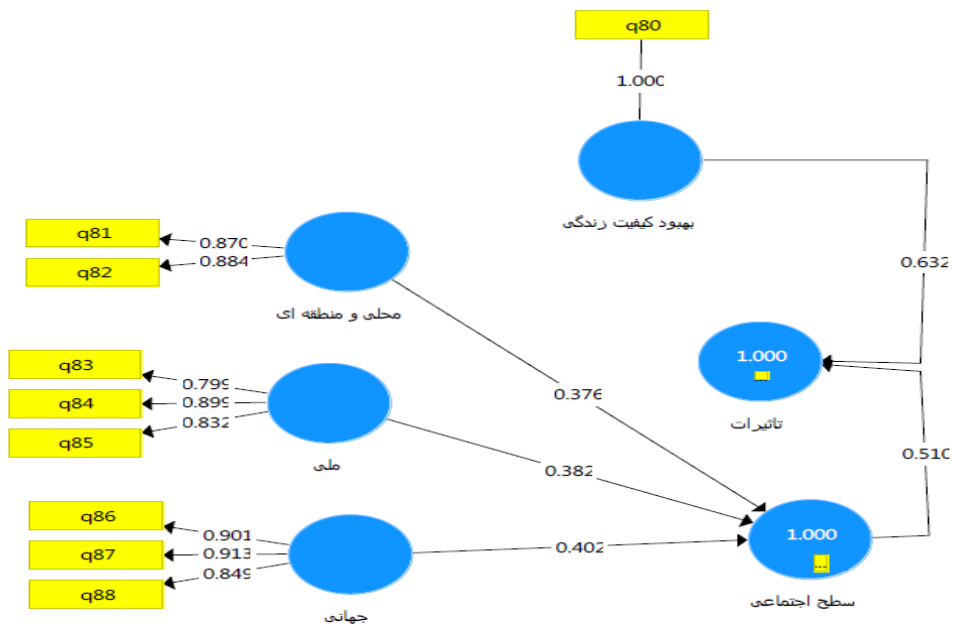 q80
1.000
بهبود کیفیت زندگی
0.632
q81
0.870
q82
0.884
محلی و منطقه ای
0.376
q83
0.799
q84
0.899
q85
0.832
ملی
0.382
1.000
...
تاثیرات
0.510
q86
0.901
q87
0.913
q88
0.849
جهانی
0.402
1.000
...
سطح اجتماعی